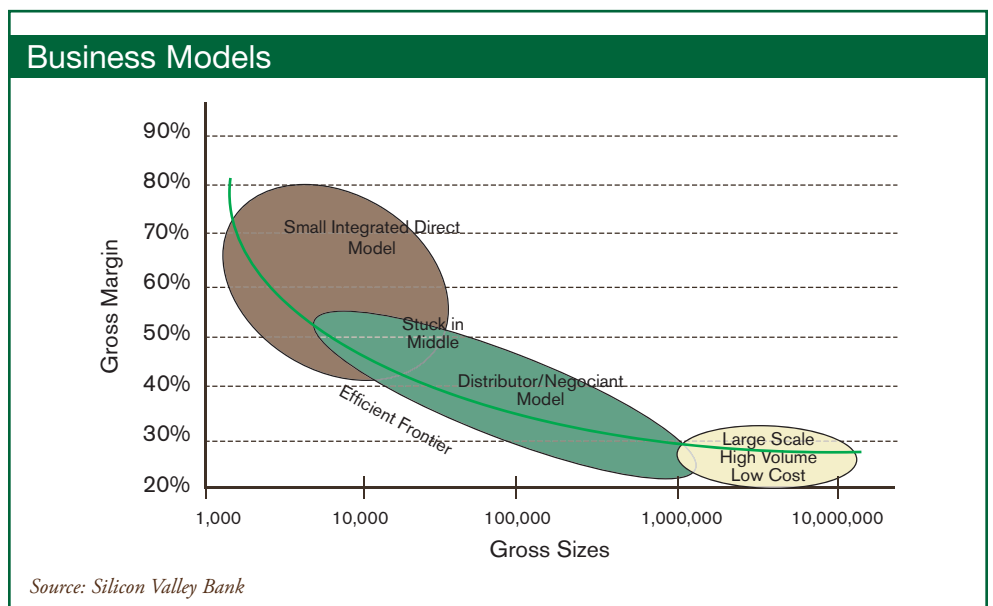 Business Models
90%
80%
70%
60%
50%
40%
30%
20%
Gross Margin
Small Integrated Direct
Model
Stuck in
Middle
Distributor/Negociant
Model
Efficient Frontier
Large Scale
High Volume
Low Cost
1,000
10,000
100,000
1,000,000
10,000,000
Gross Sizes
Source: Silicon Valley Bank